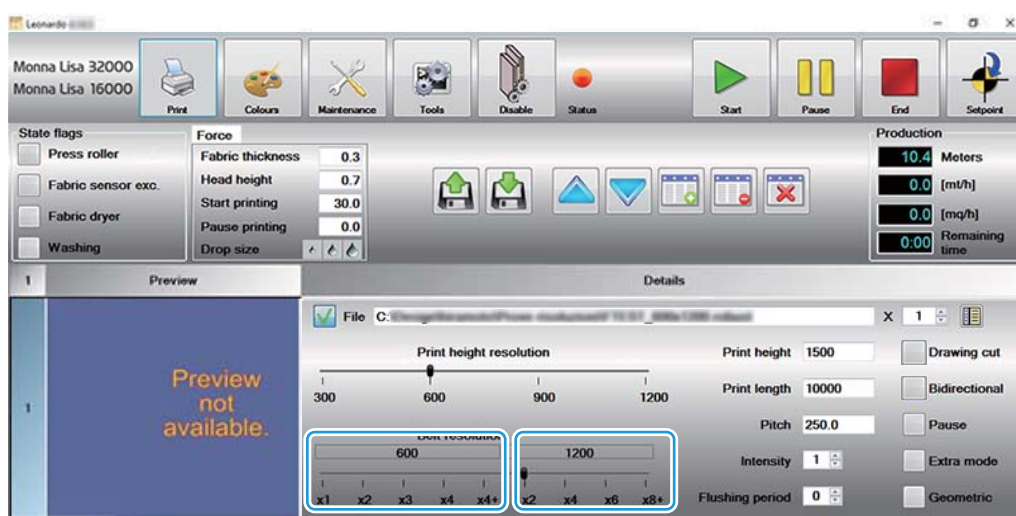 Leonardo
Monna Lisa 32000
Monna Lisa 16000
Print
Colours
Maintenance
Tools
Disable
Status
Start
Pause
End
Setpoint
State flags
Press roller
Fabric sensor exc.
Fabric dryer
Washing
Force
Fabric thickness 0.3
Head height 0.7
Start printing 30.0
Pause printing 0.0
Drop size
Production
10.4 Meters
0.0 [mt/h]
0.0 [mq/h]
0:00 Remaining time
1 Preview
Details
1
Preview not available.
File C:
X 1
Print height resolution
300 600 900 1200
Belt resolution
600 1200
x1 x2 x3 x4 x4+ x2 x4 x6 x8+
Print height 1500
Print length 10000
Pitch 250.0
Intensity 1
Flushing period 0
Drawing cut
Bidirectional
Pause
Extra mode
Geometric